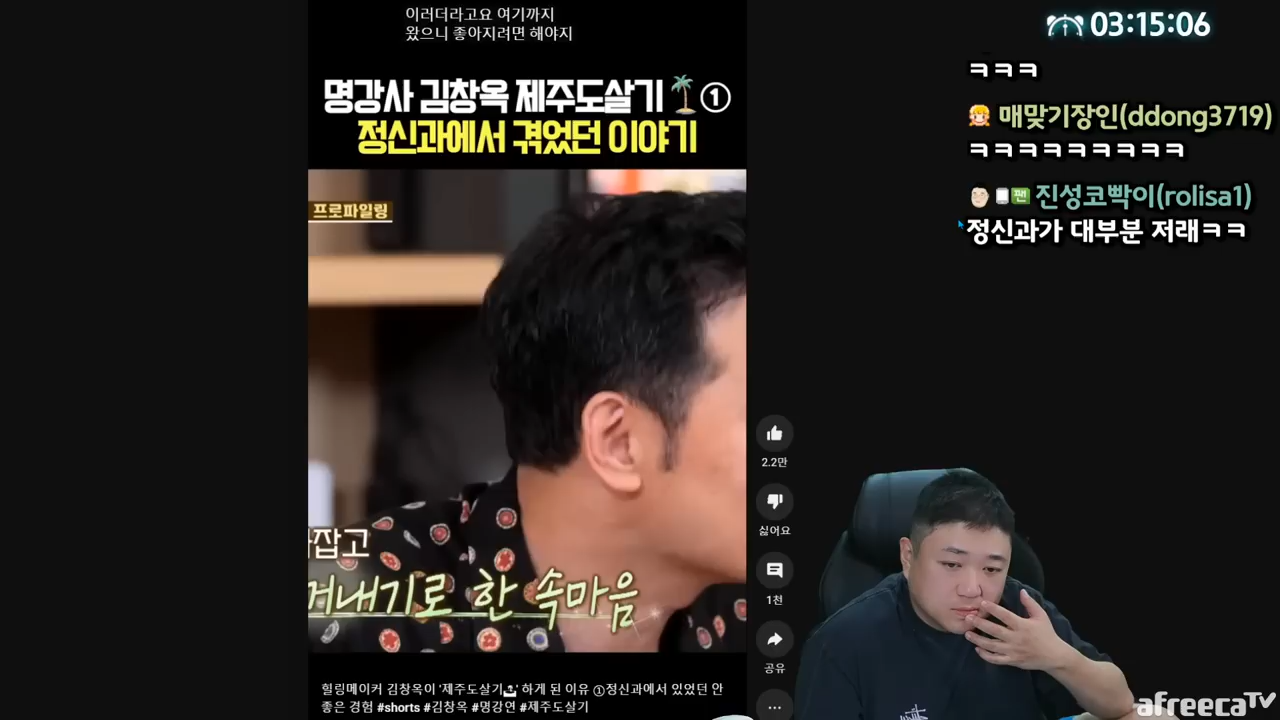 이러더라고요 여기까지
왔으니 좋아지려면 해야지
명강사 김창옥 제주도살기🌴①
정신과에서 겪었던 이야기
프로파일링
잡고
꺼내기로 한 속마음
힐링메이커 김창옥이 '제주도살기🏝' 하게 된 이유 ①정신과에서 있었던 안
좋은 경험 #shorts #김창옥 #명강연 #제주도살기
2.2만
싫어요
1천
공유
03:15:06
ㅋㅋㅋ
매맞기장인(ddong3719)
ㅋㅋㅋㅋㅋㅋㅋㅋㅋ
팬 진성코빡이(rolisa1)
정신과가 대부분 저래ㅋㅋ
afreecaTV